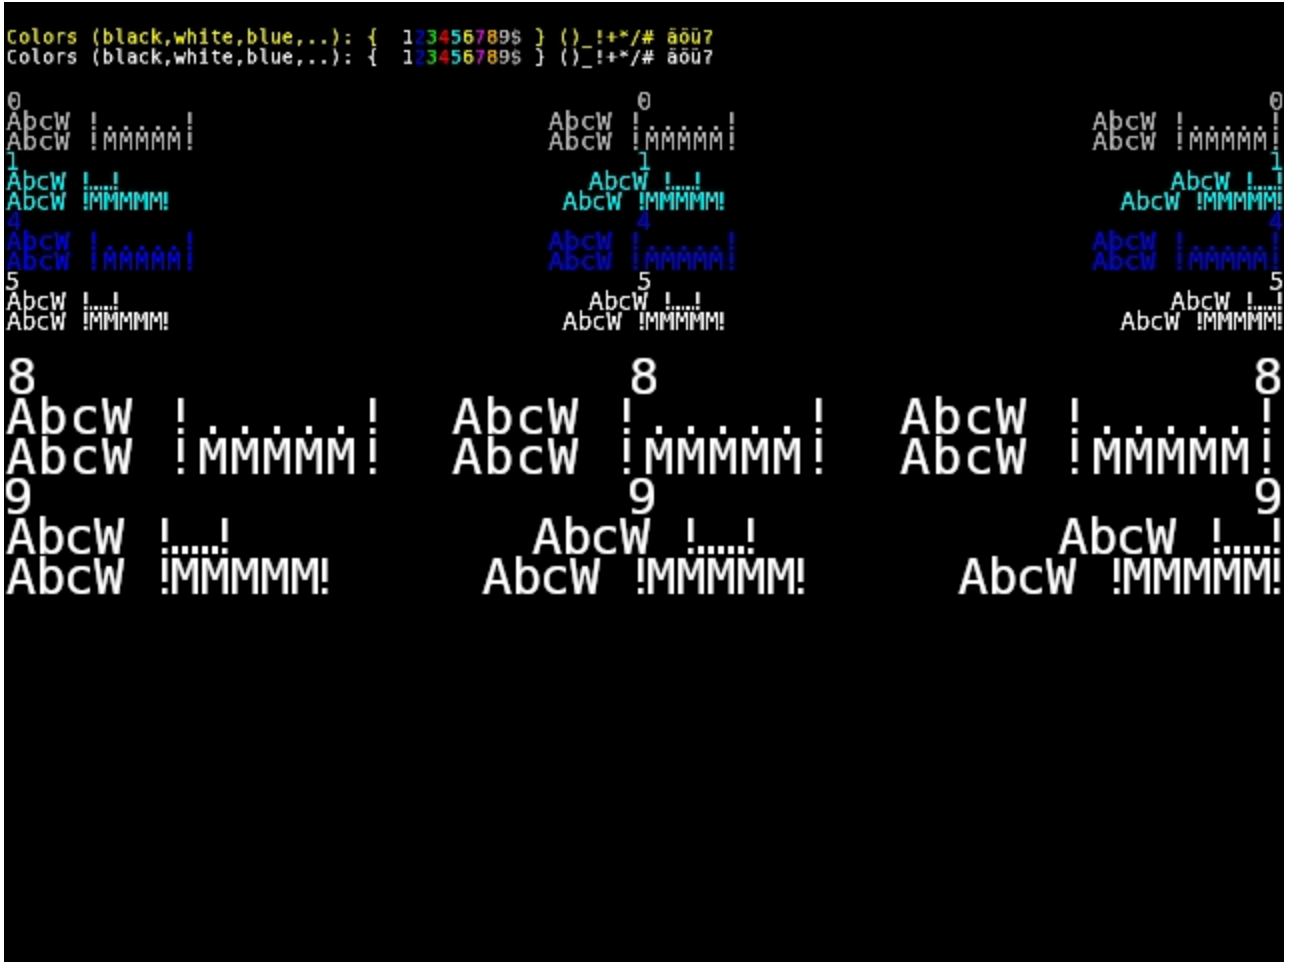 Colors (black,white,blue,..): {  123456789$ } ()_!+*/# äöü?
Colors (black,white,blue,..): {  123456789$ } ()_!+*/# äöü?
0 0 0
AbcW !.....! AbcW !.....! AbcW !.....!
AbcW !MMMMM! AbcW !MMMMM! AbcW !MMMMM!
1 1 1
AbcW !.....! AbcW !.....! AbcW !.....!
AbcW !MMMMM! AbcW !MMMMM! AbcW !MMMMM!
4 4 4
AbcW !.....! AbcW !.....! AbcW !.....!
AbcW !MMMMM! AbcW !MMMMM! AbcW !MMMMM!
5 5 5
AbcW !.....! AbcW !.....! AbcW !.....!
AbcW !MMMMM! AbcW !MMMMM! AbcW !MMMMM!
8 8 8
AbcW !.....! AbcW !.....! AbcW !.....!
AbcW !MMMMM! AbcW !MMMMM! AbcW !MMMMM!
9 9 9
AbcW !.....! AbcW !.....! AbcW !.....!
AbcW !MMMMM! AbcW !MMMMM! AbcW !MMMMM!